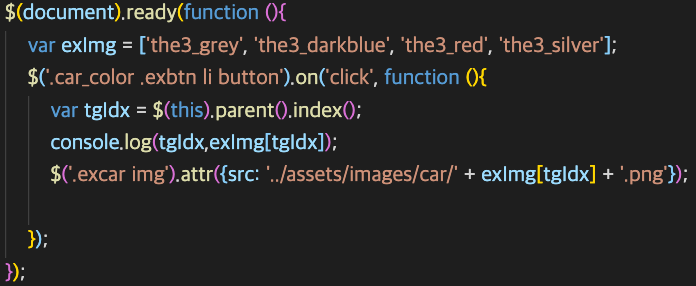 $(document).ready(function (){
var exImg = ['the3_grey', 'the3_darkblue', 'the3_red', 'the3_silver'];
$('.car_color .exbtn li button').on('click', function (){
var tgIdx = $(this).parent().index();
console.log(tgIdx,exImg[tgIdx]);
$('.excar img').attr({src: '../assets/images/car/' + exImg[tgIdx] + '.png'});
});
});